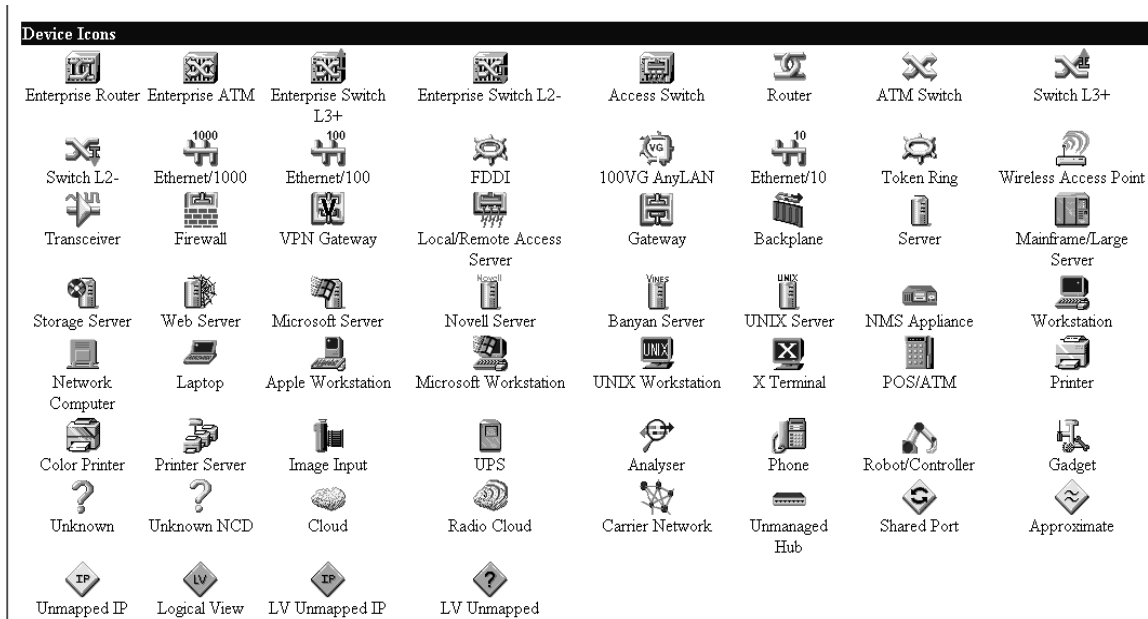 Device Icons
Enterprise Router Enterprise ATM Enterprise Switch L3+ Enterprise Switch L2- Access Switch Router ATM Switch Switch L3+
1000 100 10
VG
Switch L2- Ethernet/1000 Ethernet/100 FDDI 100VG AnyLAN Ethernet/10 Token Ring Wireless Access Point
V
Transceiver Firewall VPN Gateway Local/Remote Access Server Gateway Backplane Server Mainframe/Large Server
Novell VINES UNIX
Storage Server Web Server Microsoft Server Novell Server Banyan Server UNIX Server NMS Appliance Workstation
UNIX X
Network Computer Laptop Apple Workstation Microsoft Workstation UNIX Workstation X Terminal POS/ATM Printer
Color Printer Printer Server Image Input UPS Analyser Phone Robot/Controller Gadget
? ?
Unknown Unknown NCD Cloud Radio Cloud Carrier Network Unmanaged Hub Shared Port Approximate
IP LV IP ?
Unmapped IP Logical View LV Unmapped IP LV Unmapped